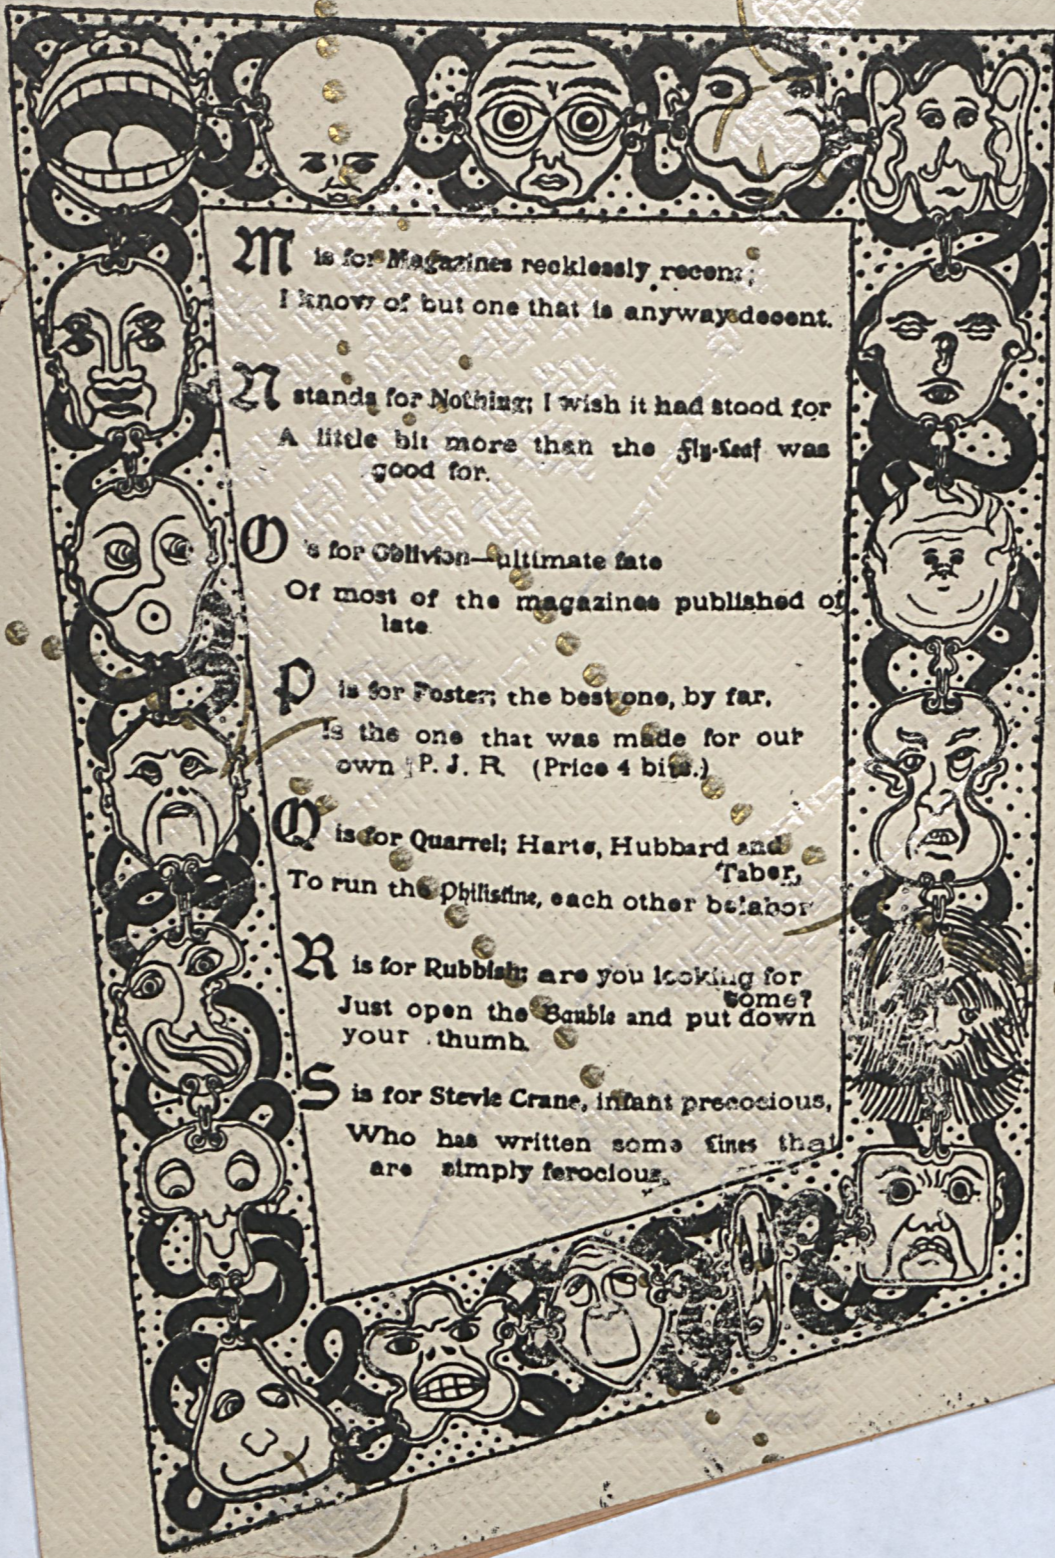 M is for Magazines recklessly recent;
I know of but one that is anyway decent.
N stands for Nothing; I wish it had stood for
A little bit more than the Fly-Leaf was
good for.
O 's for Oblivion—ultimate fate
Of most of the magazines published of
late.
P is for Poster; the best one, by far,
Is the one that was made for our
own P. J. R. (Price 4 bits.)
Q is for Quarrel; Harte, Hubbard and
Taber,
To run the Philistine, each other belabor
R is for Rubbish; are you looking for
some?
Just open the Bauble and put down
your thumb.
S is for Stevie Crane, infant precocious,
Who has written some lines that
are simply ferocious.